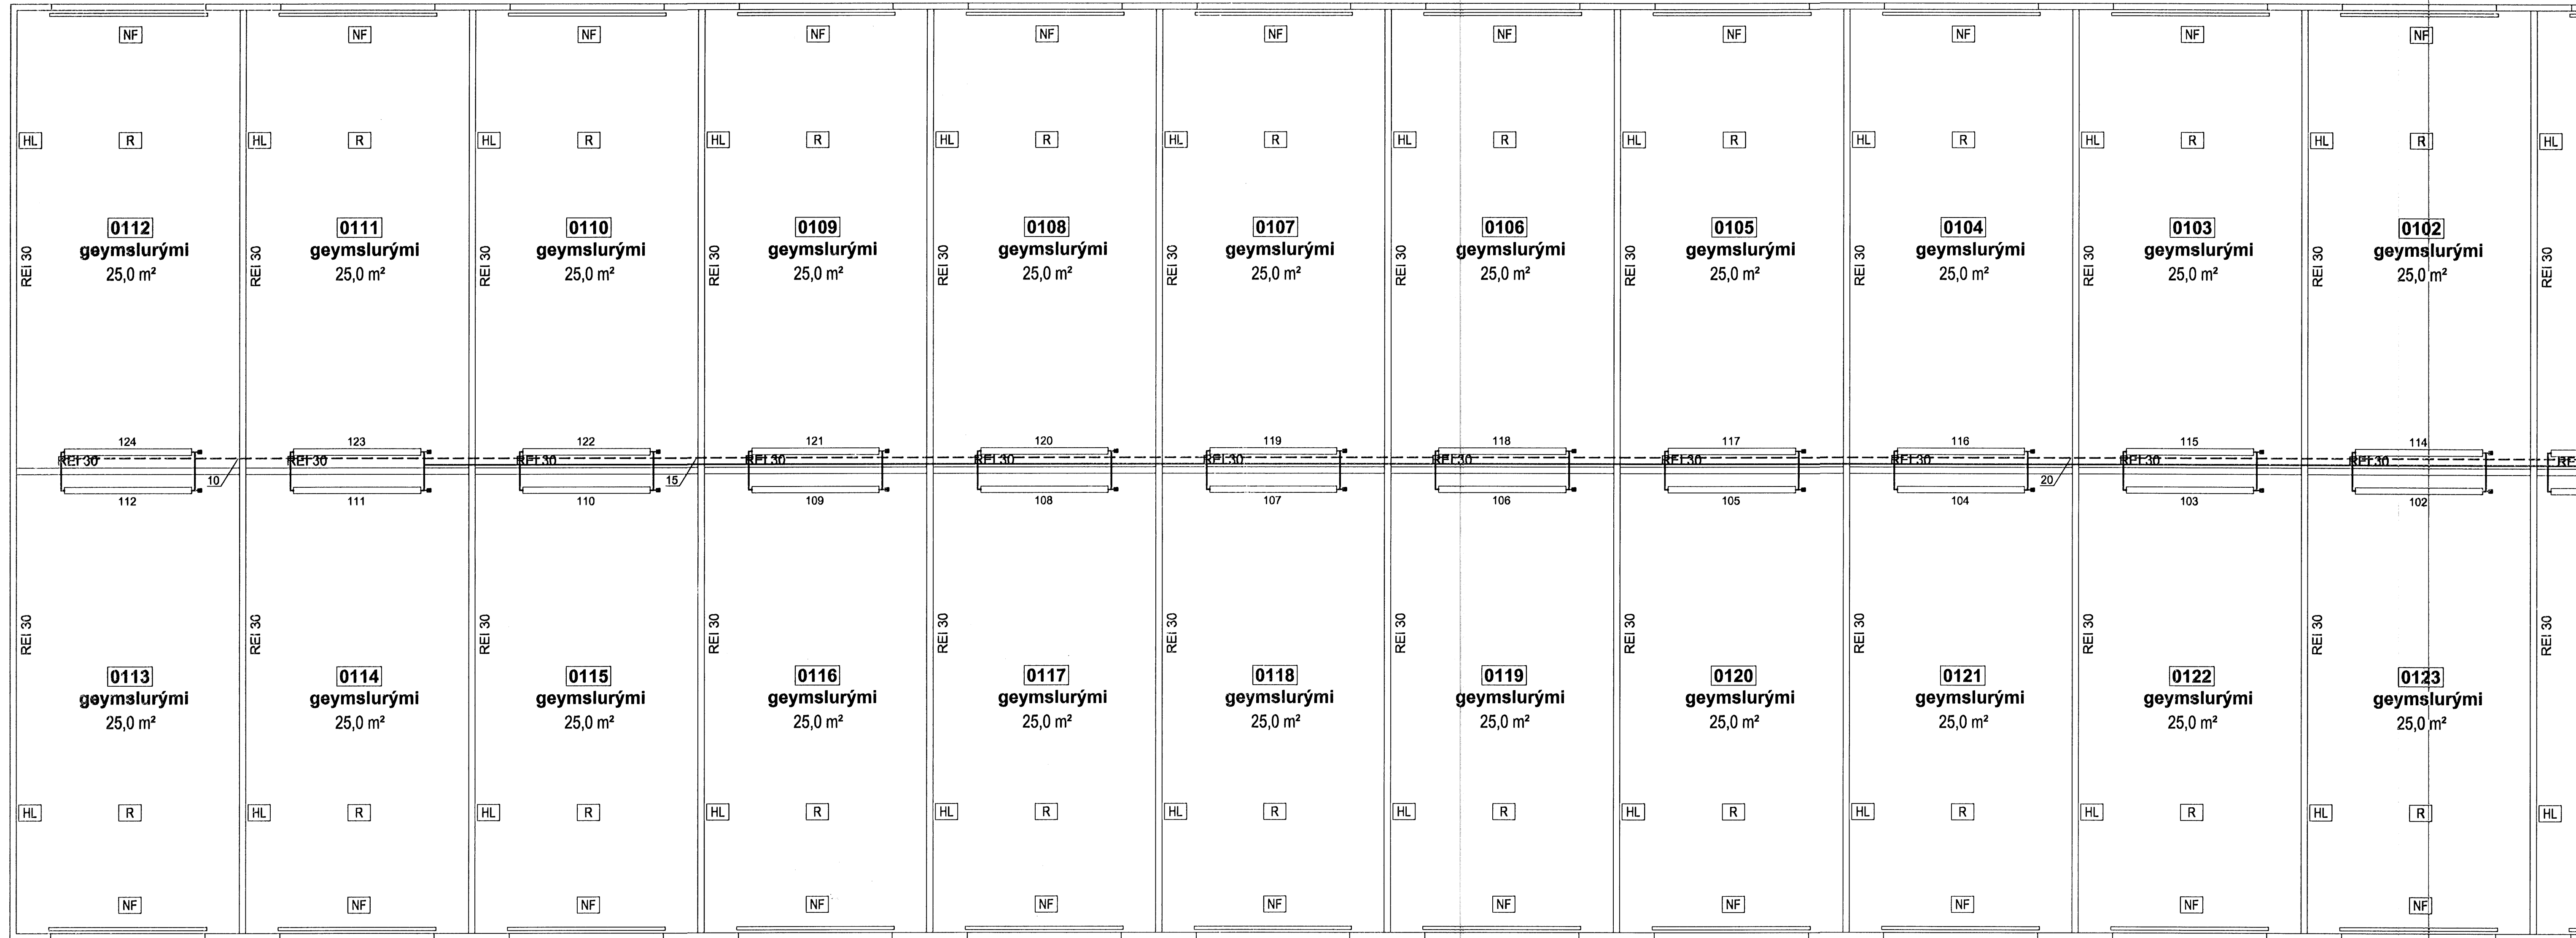 NF NF NF NF NF NF NF NF NF NF NF
HL R HL R HL R HL R HL R HL R HL R HL R HL R HL R HL R HL
0112 0111 0110 0109 0108 0107 0106 0105 0104 0103 0102
geymslurými geymslurými geymslurými geymslurými geymslurými geymslurými geymslurými geymslurými geymslurými geymslurými geymslurými
REI 30 REI 30 REI 30 REI 30 REI 30 REI 30 REI 30 REI 30 REI 30 REI 30 REI 30 REI 30
25,0 m² 25,0 m² 25,0 m² 25,0 m² 25,0 m² 25,0 m² 25,0 m² 25,0 m² 25,0 m² 25,0 m² 25,0 m²
124 123 122 121 120 119 118 117 116 115 114
REI 30 REI 30 REI 30 REI 30 REI 30 REI 30 REI 30 REI 30 REI 30 REI 30 REI 30
10 15 20
112 111 110 109 108 107 106 105 104 103 102
REI 30 REI 30 REI 30 REI 30 REI 30 REI 30 REI 30 REI 30 REI 30 REI 30 REI 30 REI 30
0113 0114 0115 0116 0117 0118 0119 0120 0121 0122 0123
geymslurými geymslurými geymslurými geymslurými geymslurými geymslurými geymslurými geymslurými geymslurými geymslurými geymslurými
25,0 m² 25,0 m² 25,0 m² 25,0 m² 25,0 m² 25,0 m² 25,0 m² 25,0 m² 25,0 m² 25,0 m² 25,0 m²
HL R HL R HL R HL R HL R HL R HL R HL R HL R HL R HL R HL
NF NF NF NF NF NF NF NF NF NF NF